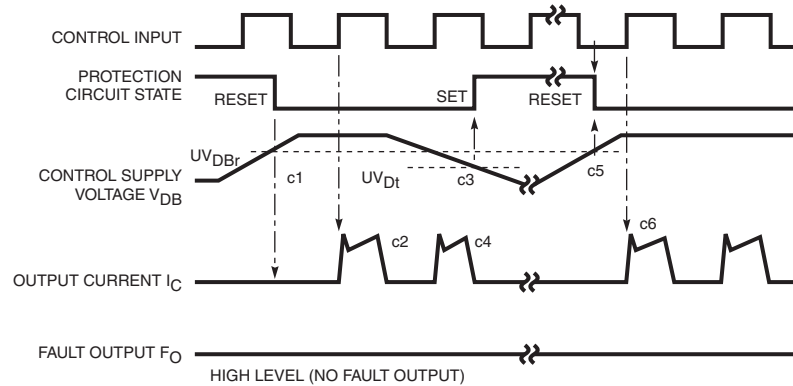 CONTROL INPUT
PROTECTION
CIRCUIT STATE
RESET
SET
RESET
UVDBr
CONTROL SUPPLY
VOLTAGE VDB
c1
UVDt
c3
c5
c2
c4
c6
OUTPUT CURRENT IC
FAULT OUTPUT FO
HIGH LEVEL (NO FAULT OUTPUT)